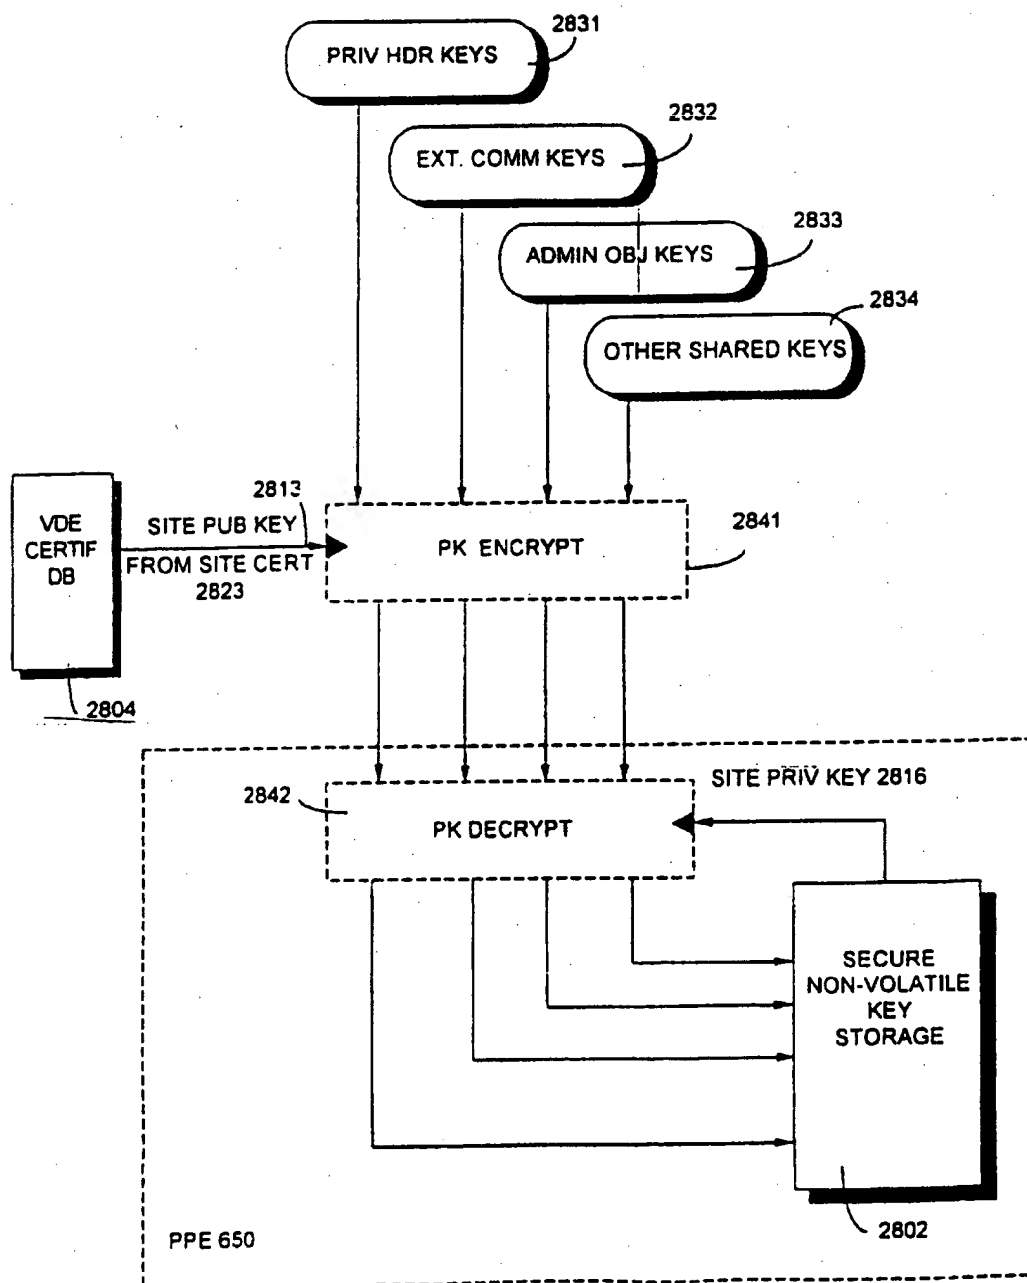 2831
PRIV HDR KEYS
2832
EXT. COMM KEYS
2833
ADMIN OBJ KEYS
2834
OTHER SHARED KEYS
VDE
CERTIF
DB
2813
SITE PUB KEY
FROM SITE CERT
2823
PK ENCRYPT
2841
2804
2842
SITE PRIV KEY 2816
PK DECRYPT
SECURE
NON-VOLATILE
KEY
STORAGE
2802
PPE 650